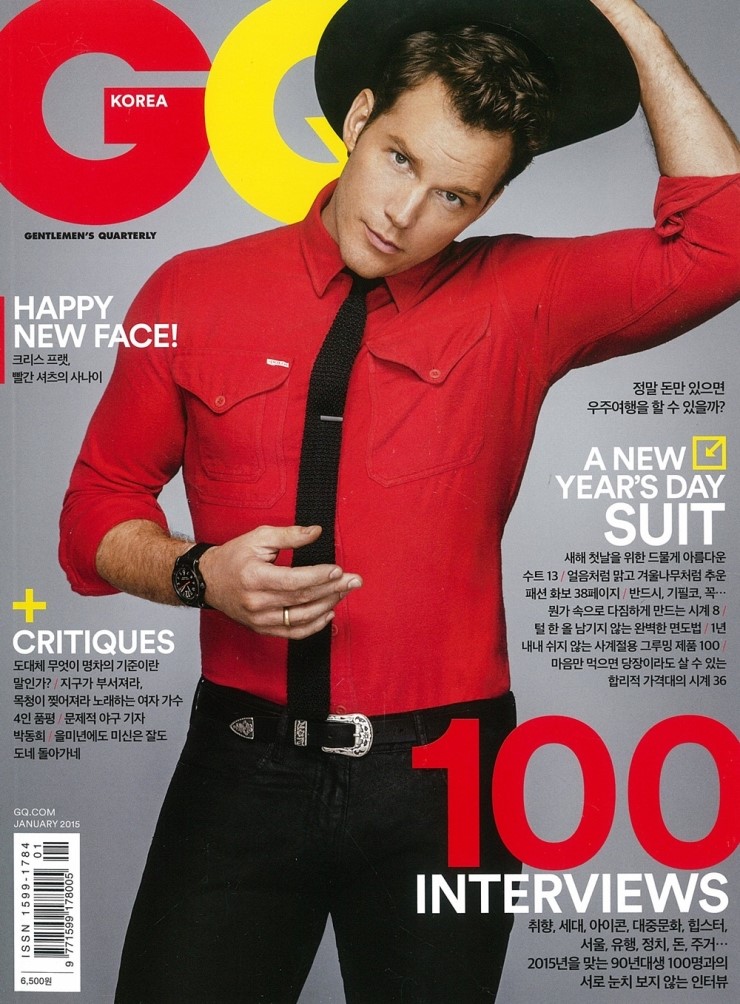 GQ
KOREA
GENTLEMEN'S QUARTERLY
HAPPY
NEW FACE!
크리스 프랫,
빨간 셔츠의 사나이
정말 돈만 있으면
우주여행을 할 수 있을까?
A NEW
YEAR'S DAY
SUIT
새해 첫날을 위한 드물게 아름다운
수트 13 / 얼음처럼 맑고 겨울나무처럼 추운
패션 화보 38페이지 / 반드시, 기필코, 꼭…
뭔가 속으로 다짐하게 만드는 시계 8 /
털 한 올 남기지 않는 완벽한 면도법 / 1년
내내 쉬지 않는 사계절용 그루밍 제품 100 /
마음만 먹으면 당장이라도 살 수 있는
합리적 가격대의 시계 36
+
CRITIQUES
도대체 무엇이 명차의 기준이란
말인가? / 지구가 부서져라,
목청이 찢어져라 노래하는 여자 가수
4인 품평 / 문제적 야구 기자
박동희 / 을미년에도 미신은 잘도
도네 돌아가네
100
INTERVIEWS
취향, 세대, 아이콘, 대중문화, 힙스터,
서울, 유행, 정치, 돈, 주거…
2015년을 맞는 90년대생 100명과의
서로 눈치 보지 않는 인터뷰
GQ.COM
JANUARY 2015
ISSN 1599-1784
01
9 771599 178005
6,500원